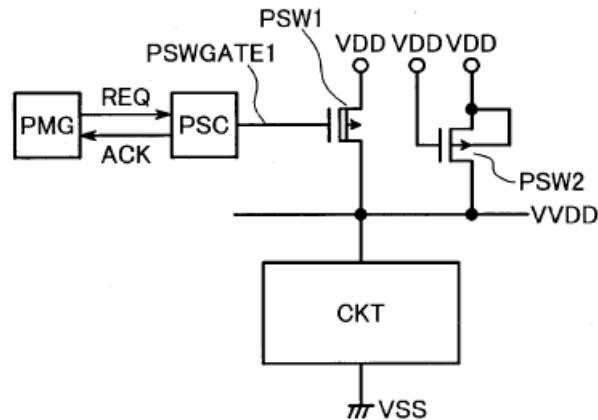 PSW1
PSWGATE1
VDD VDD VDD
REQ
PMG
PSC
ACK
PSW2
VVDD
CKT
VSS